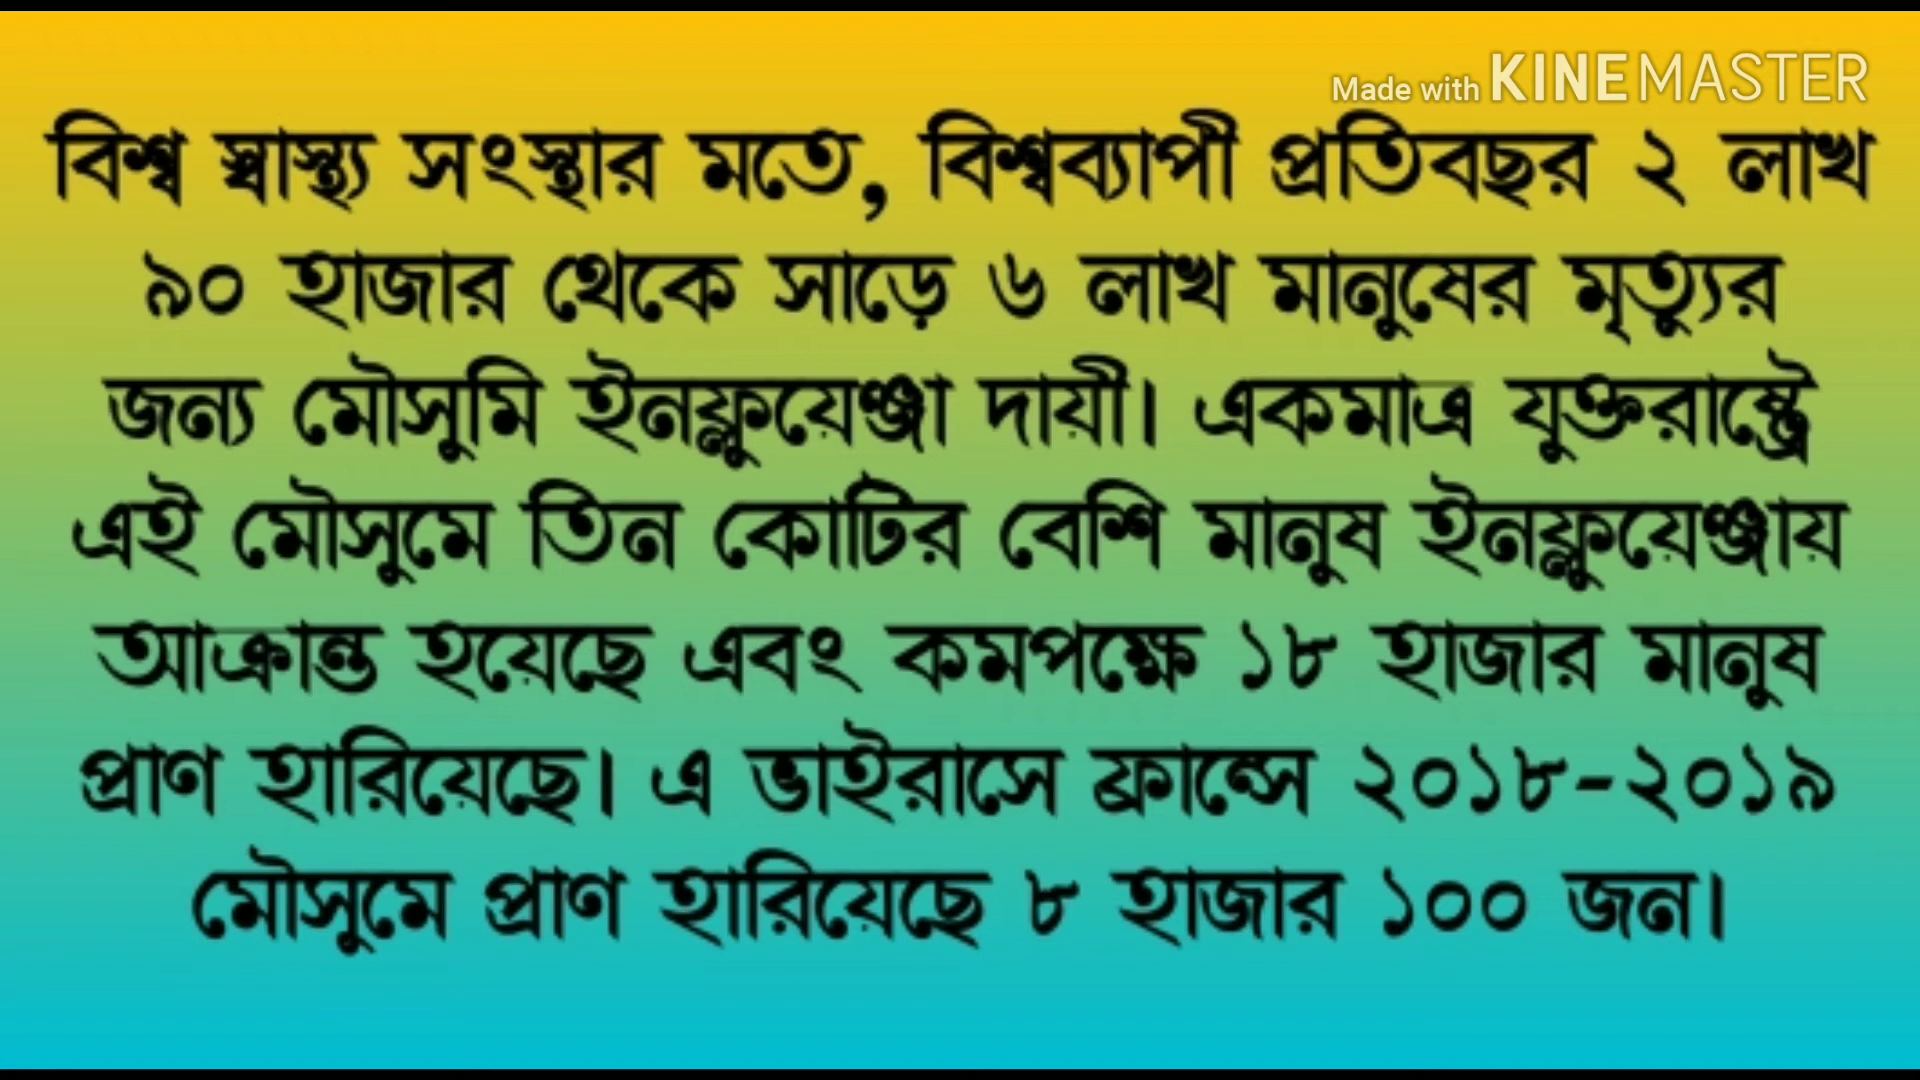 Made with KINEMASTER
বিশ্ব স্বাস্থ্য সংস্থার মতে, বিশ্বব্যাপী প্রতিবছর ২ লাখ
৯০ হাজার থেকে সাড়ে ৬ লাখ মানুষের মৃত্যুর
জন্য মৌসুমি ইনফ্লুয়েঞ্জা দায়ী। একমাত্র যুক্তরাষ্ট্রে
এই মৌসুমে তিন কোটির বেশি মানুষ ইনফ্লুয়েঞ্জায়
আক্রান্ত হয়েছে এবং কমপক্ষে ১৮ হাজার মানুষ
প্রাণ হারিয়েছে। এ ভাইরাসে ফ্রান্সে ২০১৮-২০১৯
মৌসুমে প্রাণ হারিয়েছে ৮ হাজার ১০০ জন।